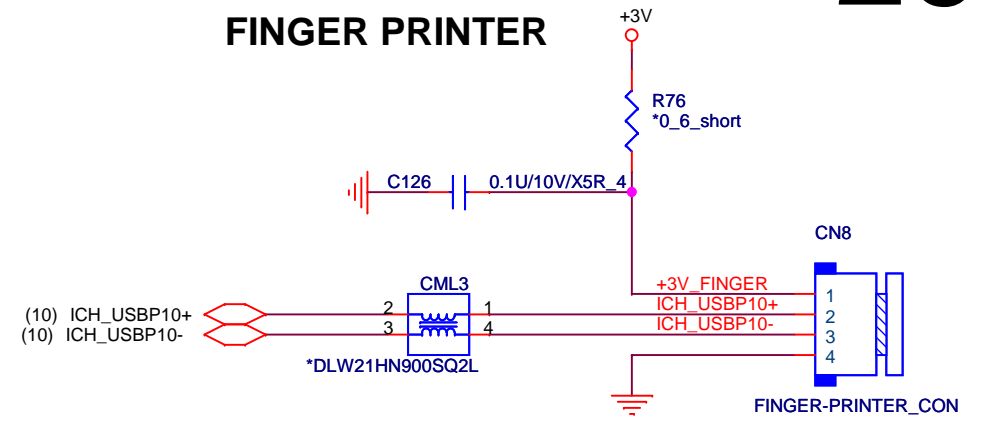 FINGER PRINTER
+3V
R76
*0_6_short
C126
0.1U/10V/X5R_4
CN8
CML3
+3V_FINGER
1
(10) ICH_USBP10+
2
1
ICH_USBP10+
2
(10) ICH_USBP10-
3
4
ICH_USBP10-
3
4
*DLW21HN900SQ2L
FINGER-PRINTER_CON